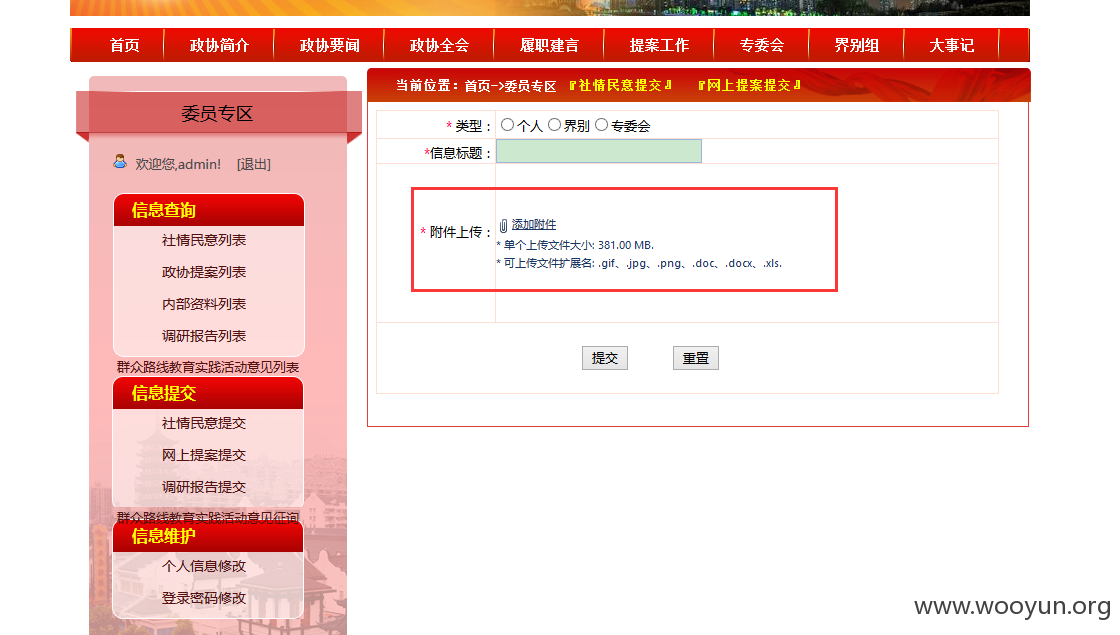 首页 政协简介 政协要闻 政协全会 履职建言 提案工作 专委会 界别组 大事记
委员专区
欢迎您,admin! [退出]
信息查询
社情民意列表
政协提案列表
内部资料列表
调研报告列表
群众路线教育实践活动意见列表
信息提交
社情民意提交
网上提案提交
调研报告提交
群众路线教育实践活动意见征询
信息维护
个人信息修改
登录密码修改
当前位置：首页->委员专区 『社情民意提交』 『网上提案提交』
* 类型： 个人 界别 专委会
*信息标题：
* 附件上传： 添加附件
* 单个上传文件大小: 381.00 MB.
* 可上传文件扩展名: .gif、.jpg、.png、.doc、.docx、.xls.
提交 重置
www.wooyun.org